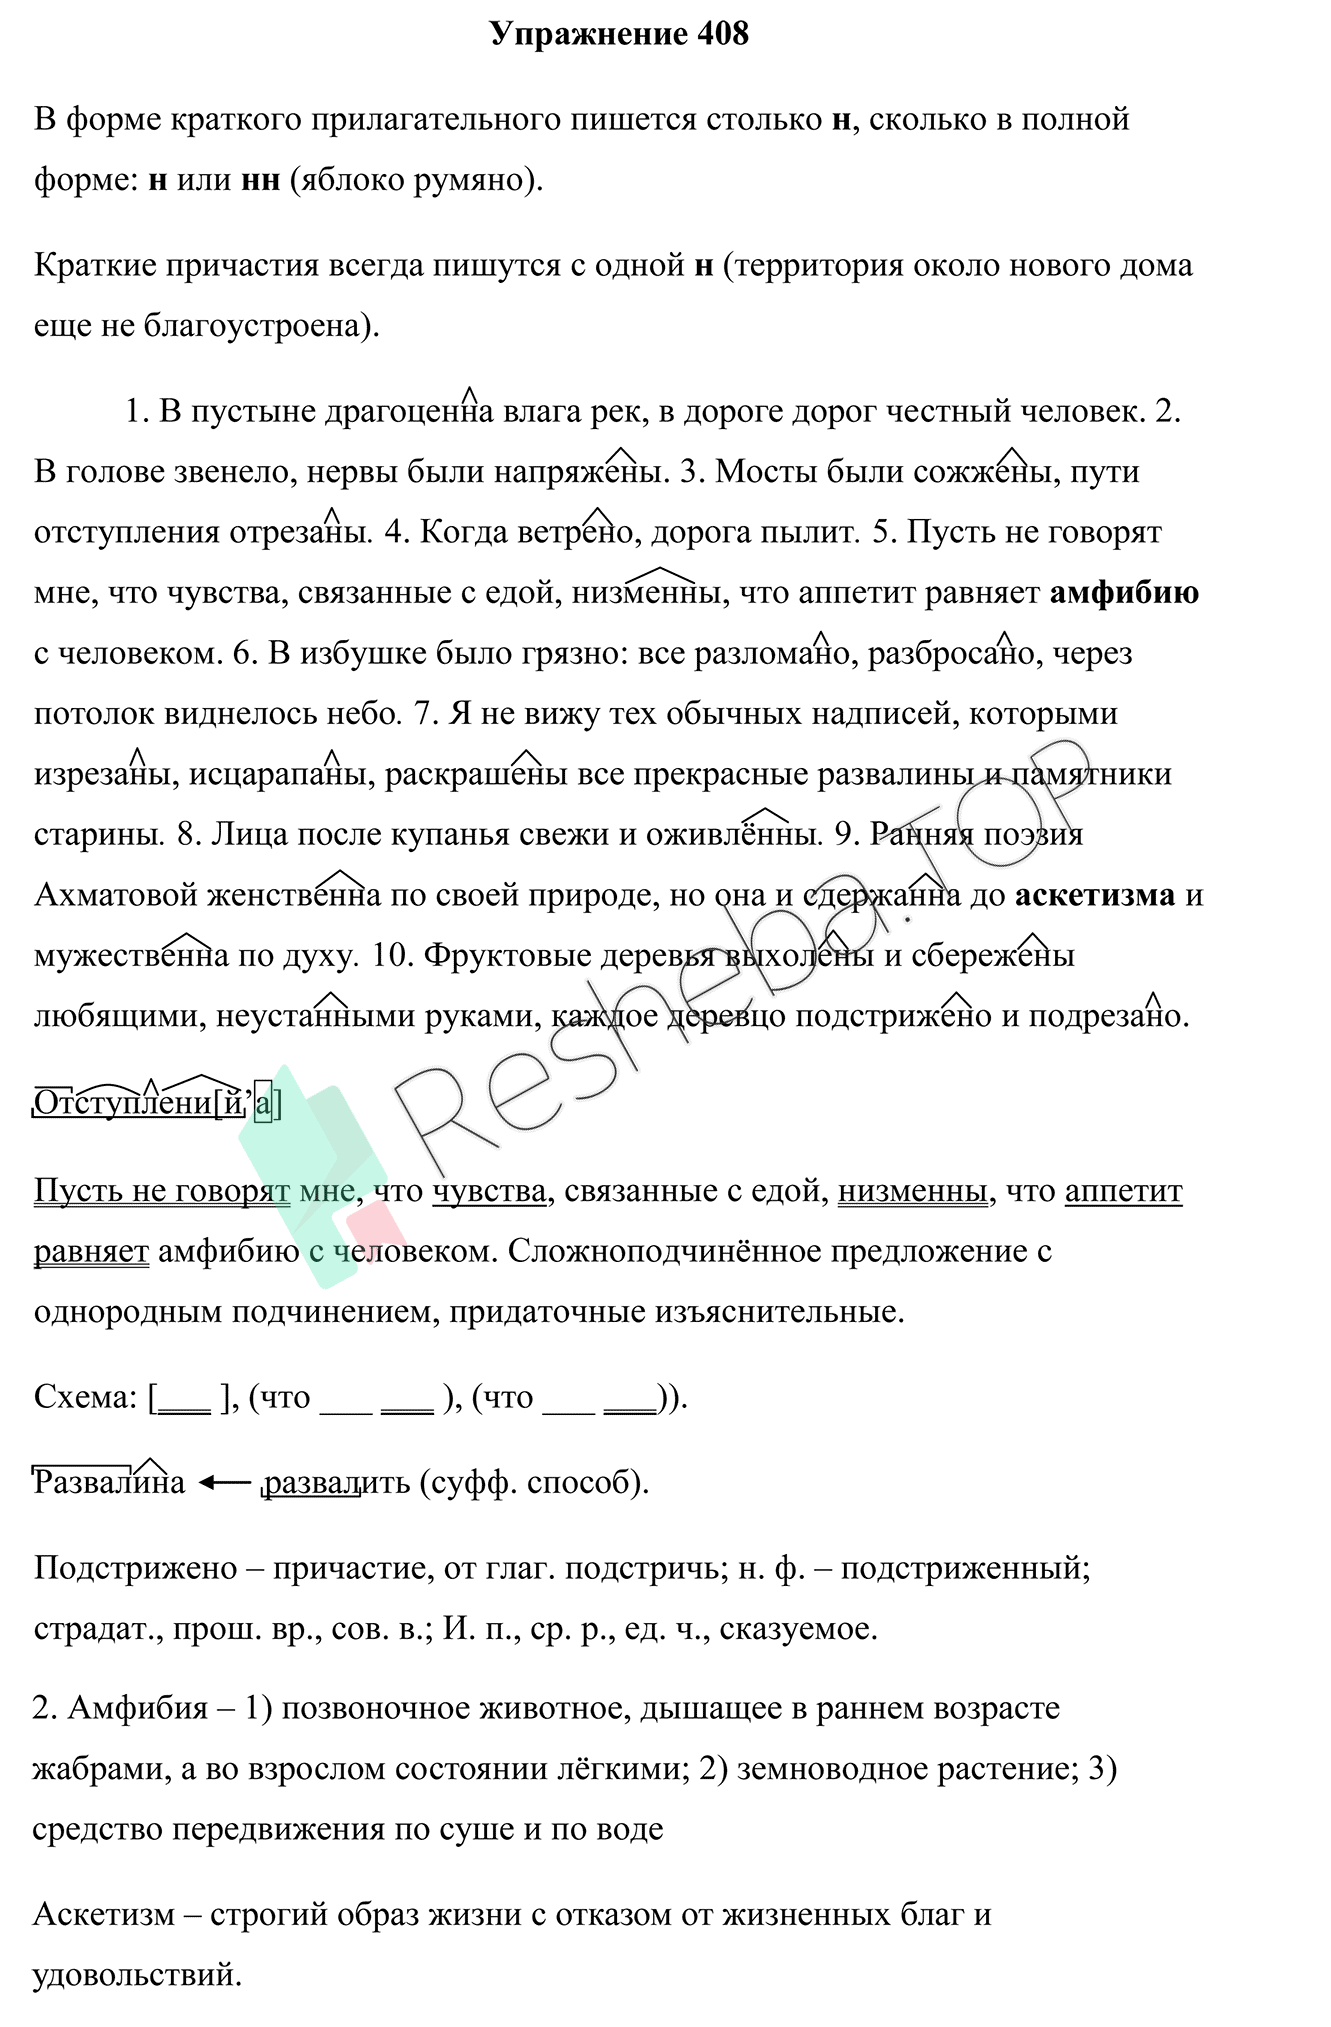 Упражнение 408
В форме краткого прилагательного пишется столько н, сколько в полной
форме: н или нн (яблоко румяно).
Краткие причастия всегда пишутся с одной н (территория около нового дома
еще не благоустроена).
1. В пустыне драгоценна влага рек, в дороге дорог честный человек. 2.
В голове звенело, нервы были напряжены. 3. Мосты были сожжены, пути
отступления отрезаны. 4. Когда ветрено, дорога пылит. 5. Пусть не говорят
мне, что чувства, связанные с едой, низменны, что аппетит равняет амфибию
с человеком. 6. В избушке было грязно: все разломано, разбросано, через
потолок виднелось небо. 7. Я не вижу тех обычных надписей, которыми
изрезаны, исцарапаны, раскрашены все прекрасные развалины и памятники
старины. 8. Лица после купанья свежи и оживлённы. 9. Ранняя поэзия
Ахматовой женственна по своей природе, но она и сдержанна до аскетизма и
мужественна по духу. 10. Фруктовые деревья выхолены и сбережены
любящими, неустанными руками, каждое деревцо подстрижено и подрезано.
Отступлени[й’а]
Пусть не говорят мне, что чувства, связанные с едой, низменны, что аппетит
равняет амфибию с человеком. Сложноподчинённое предложение с
однородным подчинением, придаточные изъяснительные.
Схема: [___ ], (что ___ ___ ), (что ___ ___)).
Развалина ← развалить (суфф. способ).
Подстрижено – причастие, от глаг. подстричь; н. ф. – подстриженный;
страдат., прош. вр., сов. в.; И. п., ср. р., ед. ч., сказуемое.
2. Амфибия – 1) позвоночное животное, дышащее в раннем возрасте
жабрами, а во взрослом состоянии лёгкими; 2) земноводное растение; 3)
средство передвижения по суше и по воде
Аскетизм – строгий образ жизни с отказом от жизненных благ и
удовольствий.
Resheba.TOP